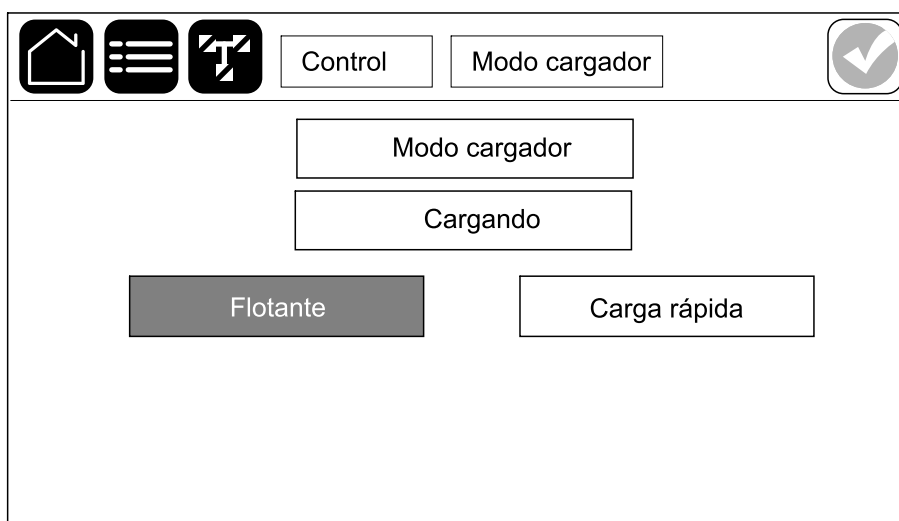 Control
Modo cargador
Modo cargador
Cargando
Flotante
Carga rápida